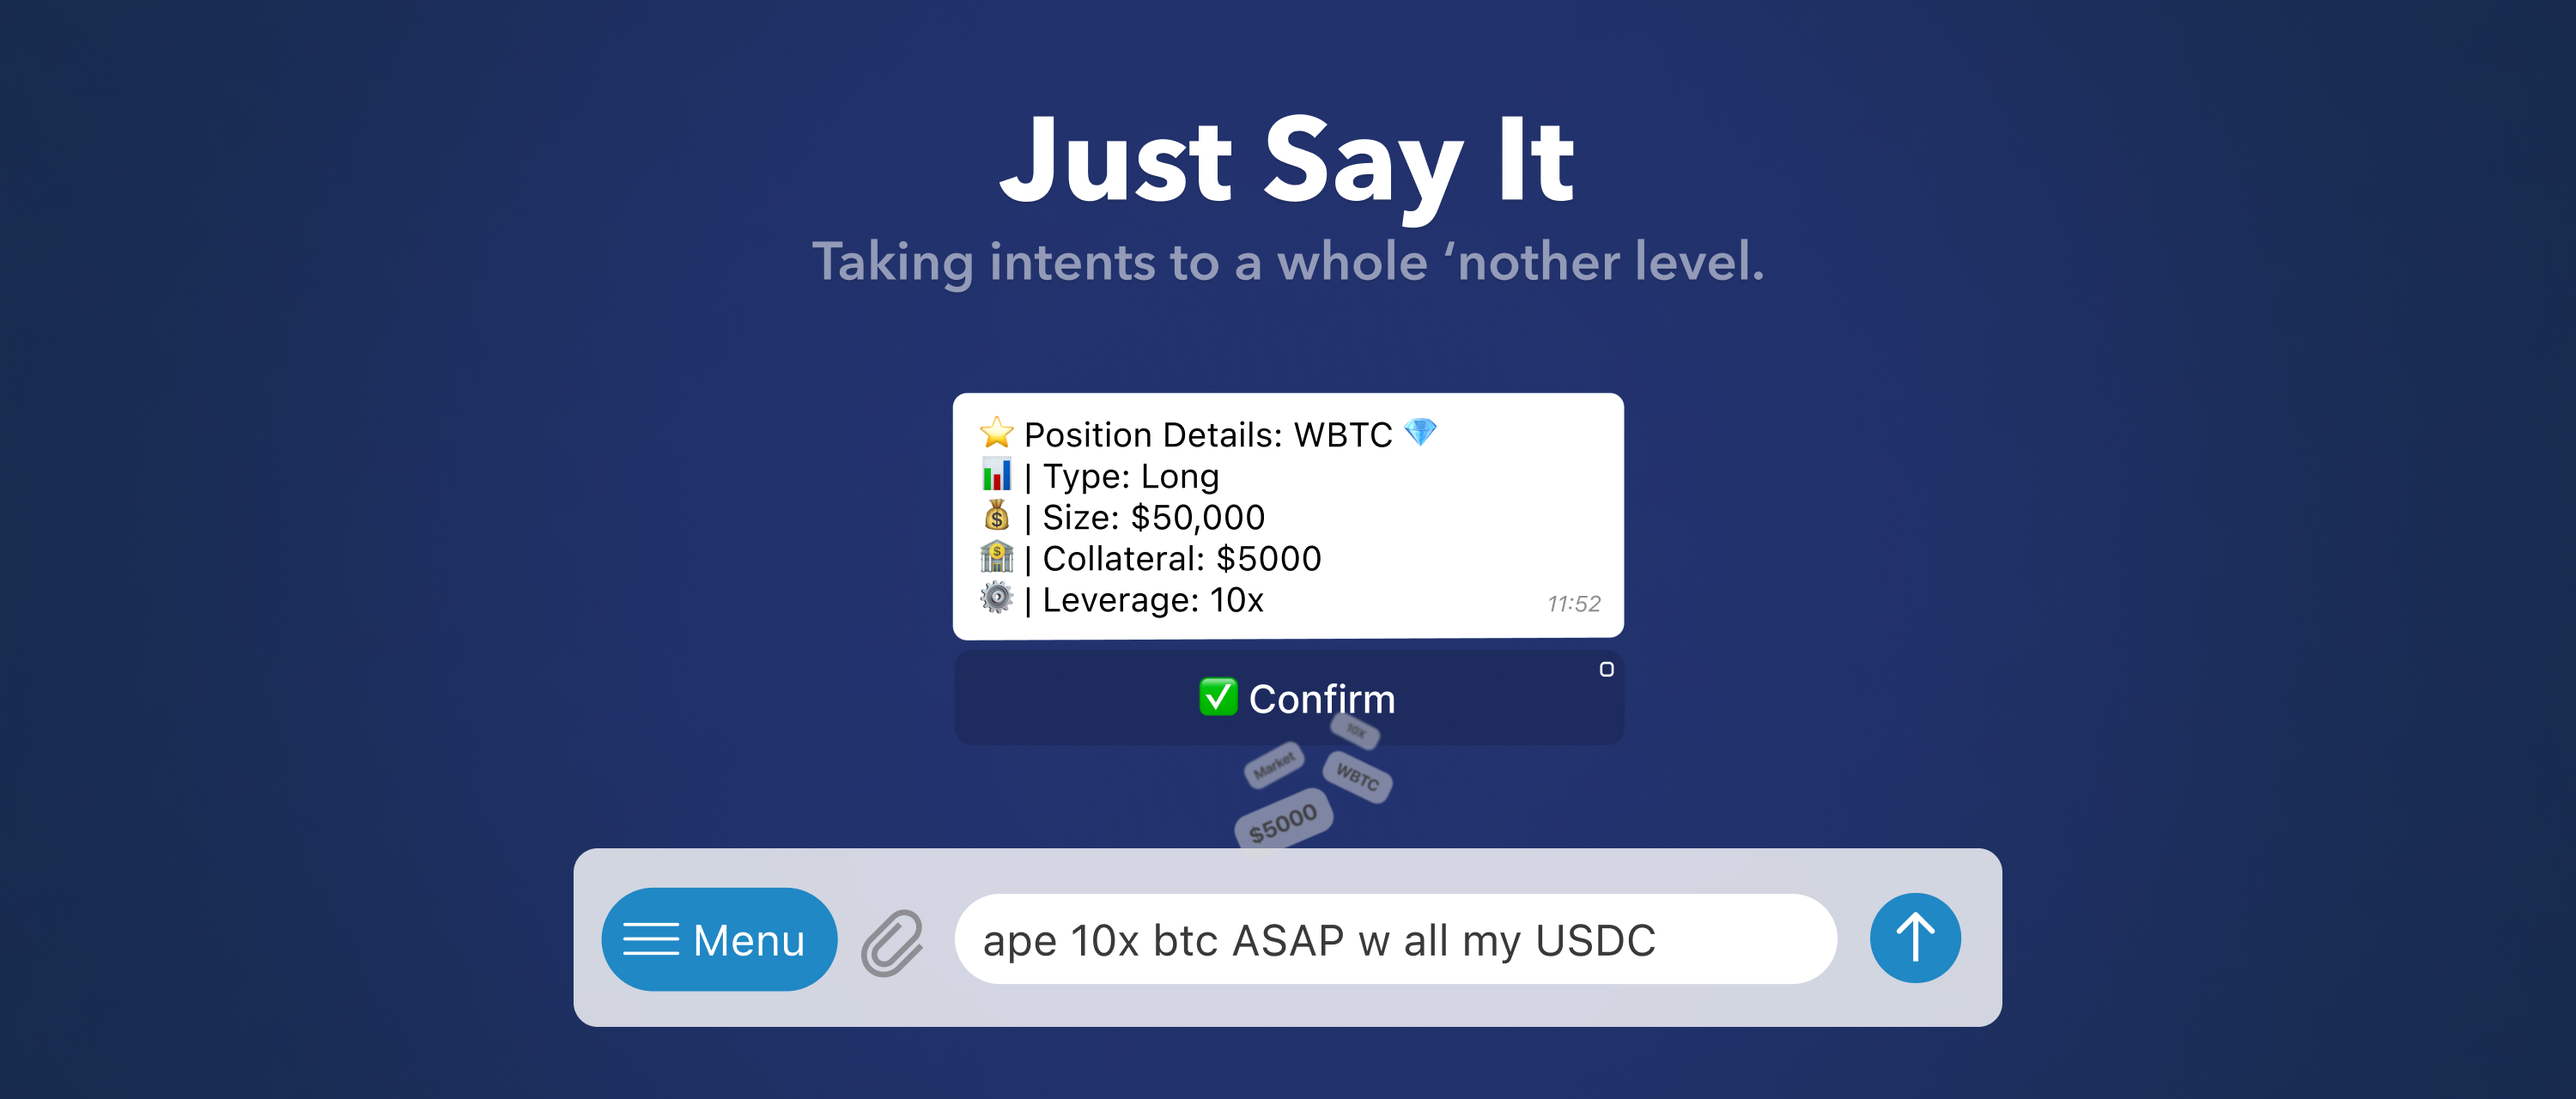 Just Say It
Taking intents to a whole ‘nother level.
⭐ Position Details: WBTC 💎
📊 | Type: Long
💰 | Size: $50,000
🏦 | Collateral: $5000
⚙️ | Leverage: 10x
11:52
✅ Confirm
10X
Market
WBTC
$5000
Menu
ape 10x btc ASAP w all my USDC